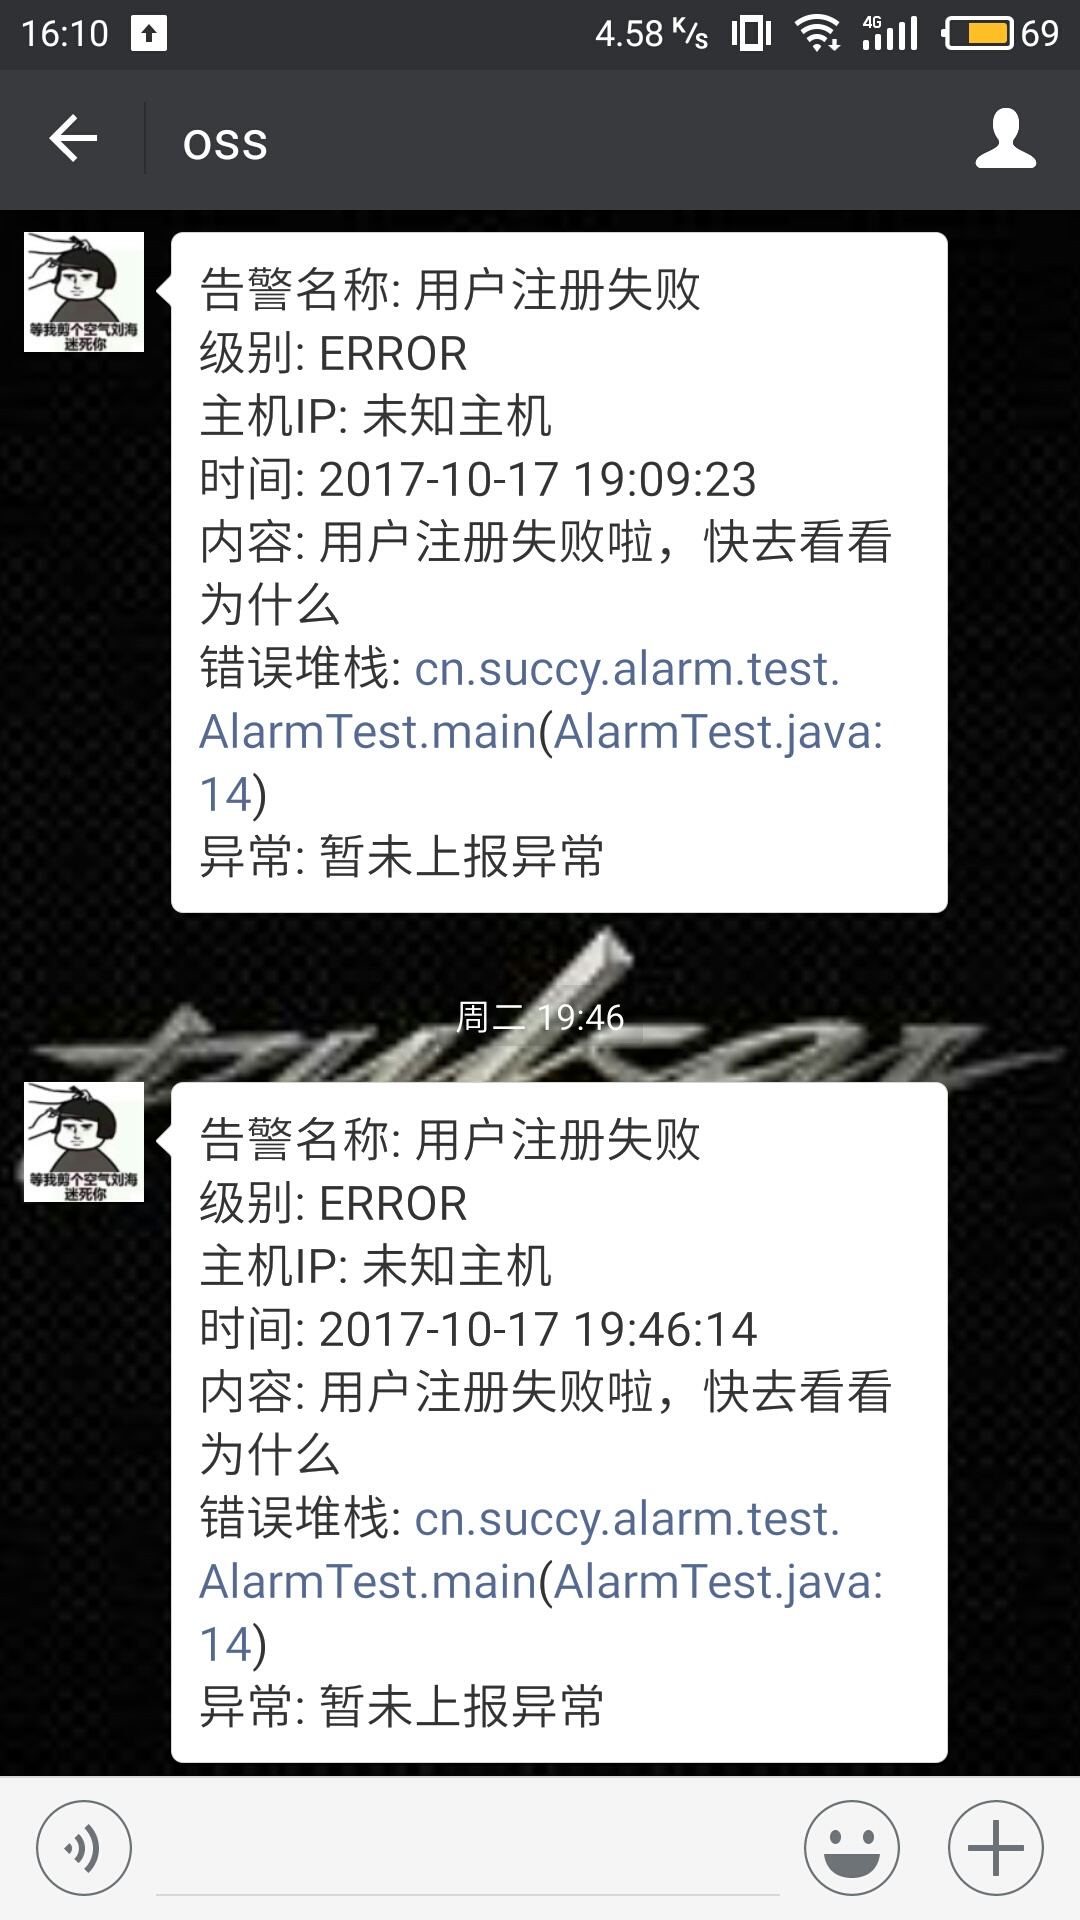 16:10 4.58 K/s 4G 69
oss
等我剪个空气刘海
迷死你
告警名称: 用户注册失败
级别: ERROR
主机IP: 未知主机
时间: 2017-10-17 19:09:23
内容: 用户注册失败啦，快去看看
为什么
错误堆栈: cn.succy.alarm.test.
AlarmTest.main(AlarmTest.java:
14)
异常: 暂未上报异常
周二 19:46
等我剪个空气刘海
迷死你
告警名称: 用户注册失败
级别: ERROR
主机IP: 未知主机
时间: 2017-10-17 19:46:14
内容: 用户注册失败啦，快去看看
为什么
错误堆栈: cn.succy.alarm.test.
AlarmTest.main(AlarmTest.java:
14)
异常: 暂未上报异常